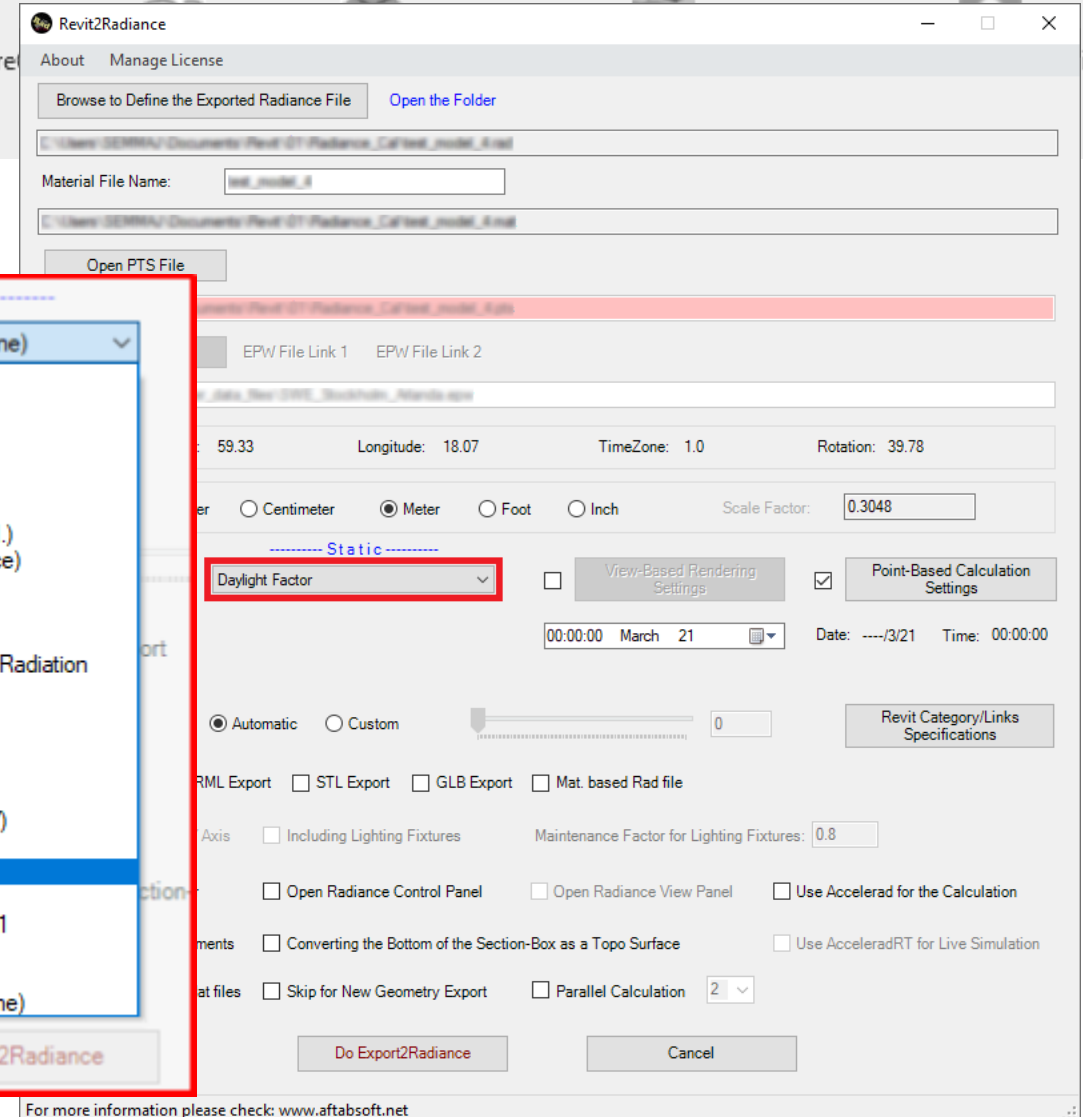 Revit2Radiance
About Manage License
Browse to Define the Exported Radiance File Open the Folder
Material File Name:
Open PTS File
EPW File Link 1 EPW File Link 2
: 59.33 Longitude: 18.07 TimeZone: 1.0 Rotation: 39.78
er Centimeter Meter Foot Inch Scale Factor: 0.3048
---------- Static ----------
Daylight Factor View-Based Rendering Settings Point-Based Calculation Settings
00:00:00 March 21 Date: ----/3/21 Time: 00:00:00
Automatic Custom 0 Revit Category/Links Specifications
RML Export STL Export GLB Export Mat. based Rad file
Axis Including Lighting Fixtures Maintenance Factor for Lighting Fixtures: 0.8
Open Radiance Control Panel Open Radiance View Panel Use Accelerad for the Calculation
ments Converting the Bottom of the Section-Box as a Topo Surface Use AcceleradRT for Live Simulation
at files Skip for New Geometry Export Parallel Calculation 2
Do Export2Radiance Cancel
For more information please check: www.aftabsoft.net
ne)
.)
ce)
Radiation
ort
)
ction-
1
ne)
2Radiance